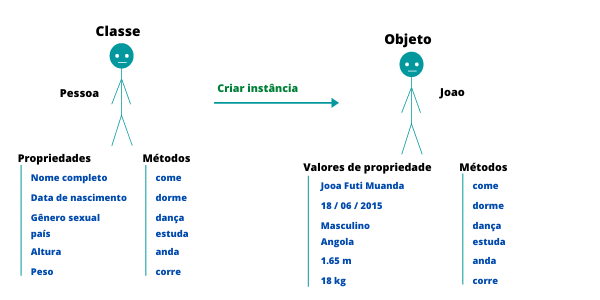 Classe
Objeto
Pessoa
Criar instância
Joao
Propriedades
Nome completo
Data de nascimento
Gênero sexual
país
Altura
Peso
Métodos
come
dorme
dança
estuda
anda
corre
Valores de propriedade
Jooa Futi Muanda
18 / 06 / 2015
Masculino
Angola
1.65 m
18 kg
Métodos
come
dorme
dança
estuda
anda
corre